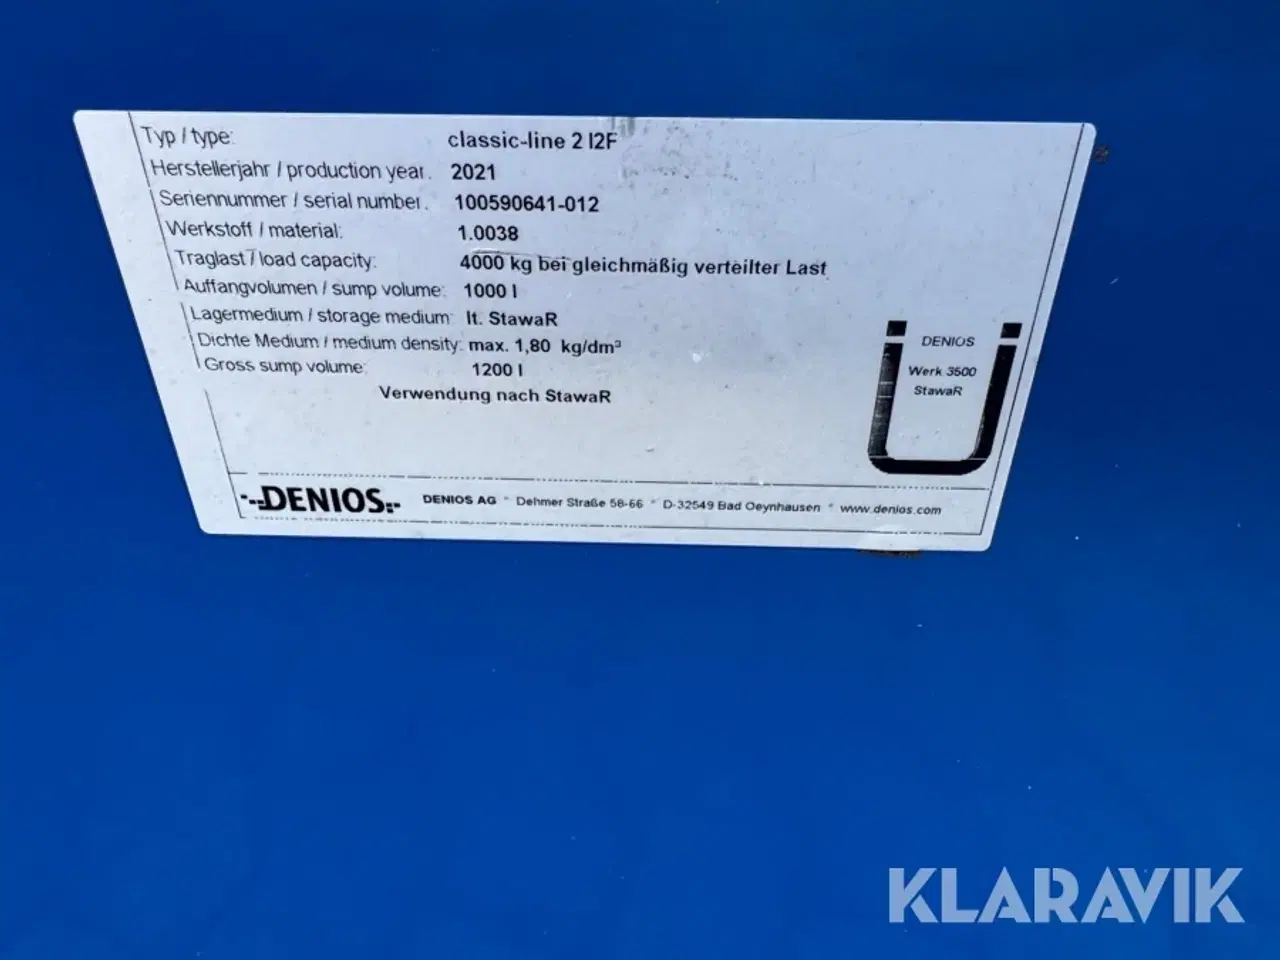 Typ / type: classic-line 2 I2F
Herstellerjahr / production year: 2021
Seriennummer / serial number: 100590641-012
Werkstoff / material: 1.0038
Traglast / load capacity: 4000 kg bei gleichmäßig verteilter Last
Auffangvolumen / sump volume: 1000 l
Lagermedium / storage medium: lt. StawaR
Dichte Medium / medium density: max. 1,80 kg/dm³
Gross sump volume: 1200 l
Verwendung nach StawaR
DENIOS
Werk 3500
StawaR
Ü
DENIOS
DENIOS AG * Dehmer Straße 58-66 * D-32549 Bad Oeynhausen * www.denios.com
KLARAVIK